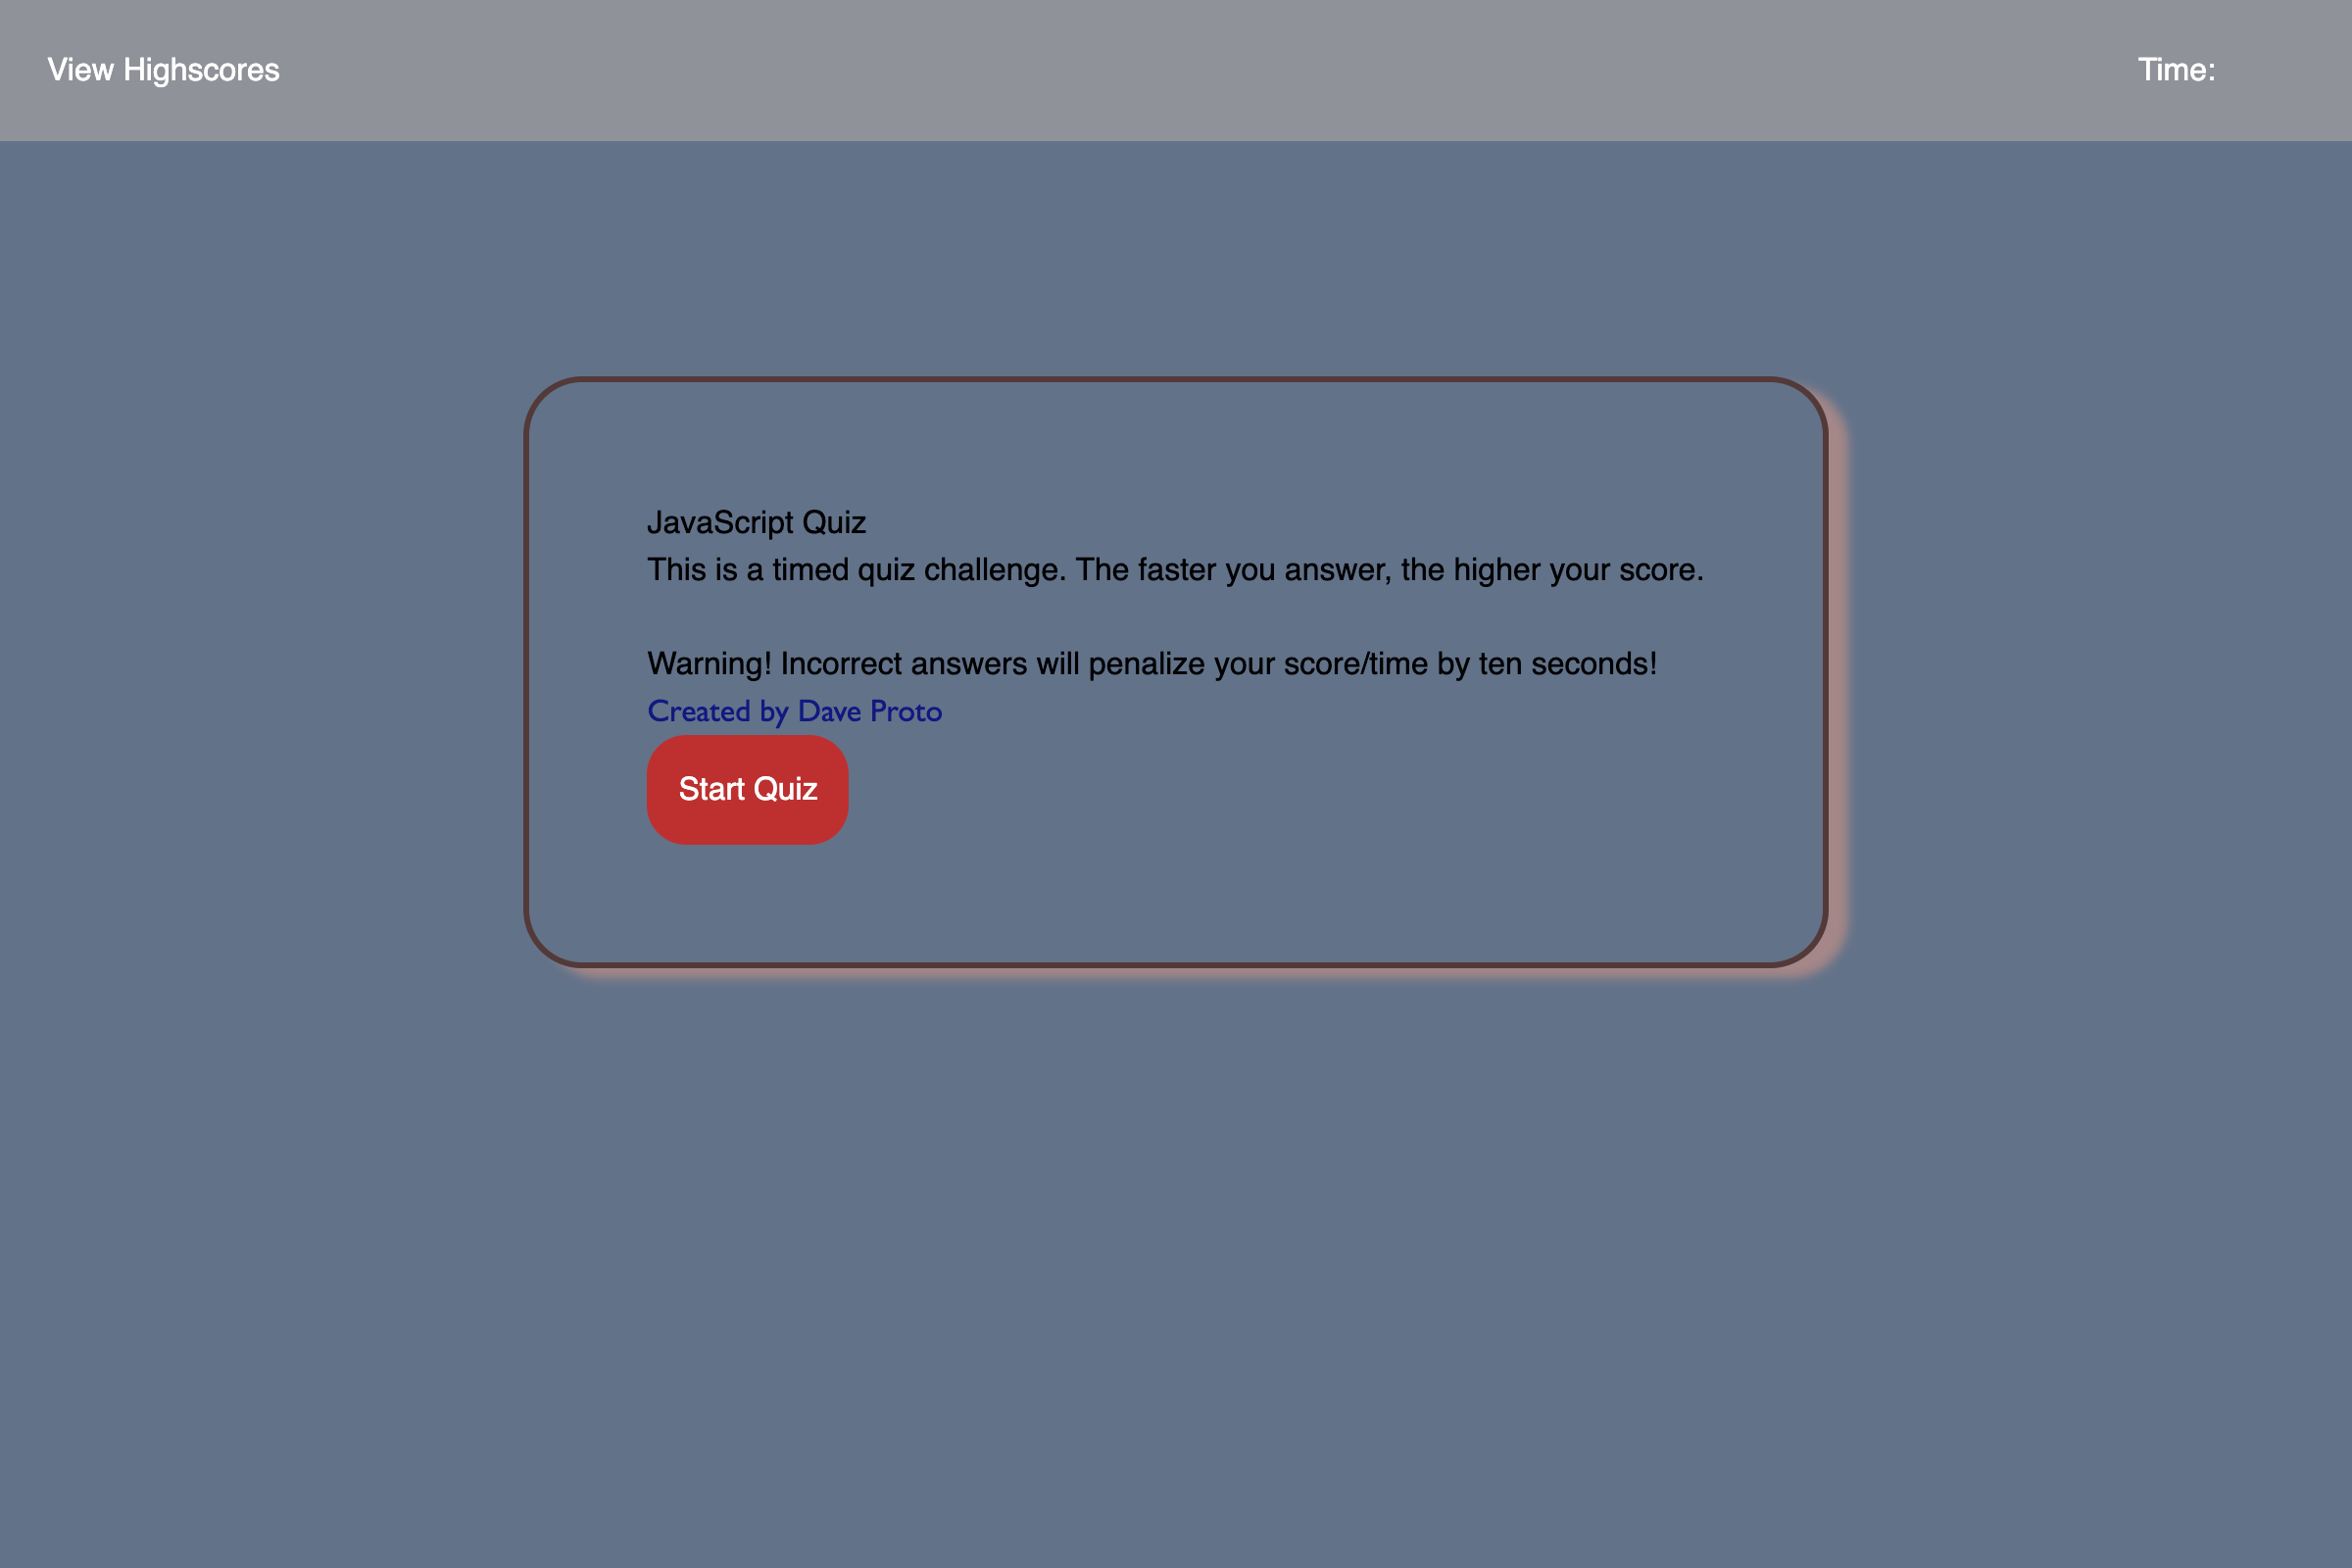 View Highscores
Time:
JavaScript Quiz
This is a timed quiz challenge. The faster you answer, the higher your score.
Warning! Incorrect answers will penalize your score/time by ten seconds!
Created by Dave Proto
Start Quiz